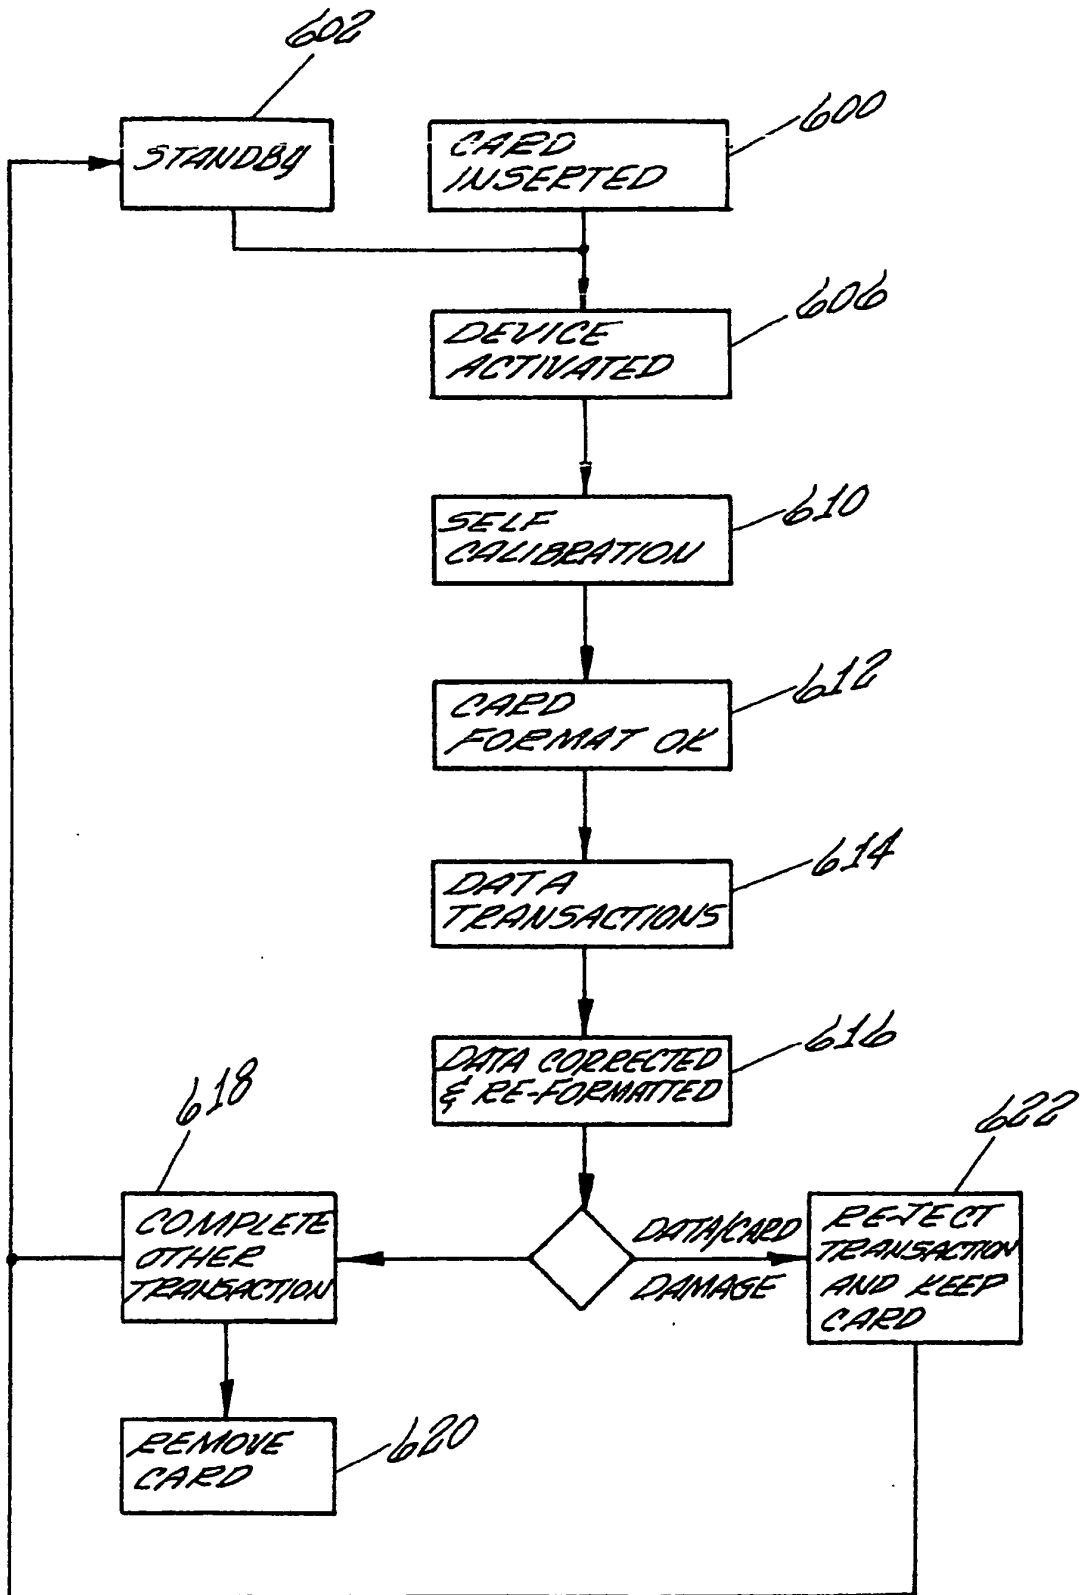 602
STANDBY
CARD
INSERTED
600
DEVICE
ACTIVATED
606
SELF
CALIBRATION
610
CARD
FORMAT OK
612
DATA
TRANSACTIONS
614
DATA CORRECTED
& RE-FORMATTED
616
618
COMPLETE
OTHER
TRANSACTION
DATA/CARD
DAMAGE
622
REJECT
TRANSACTION
AND KEEP
CARD
REMOVE
CARD
620